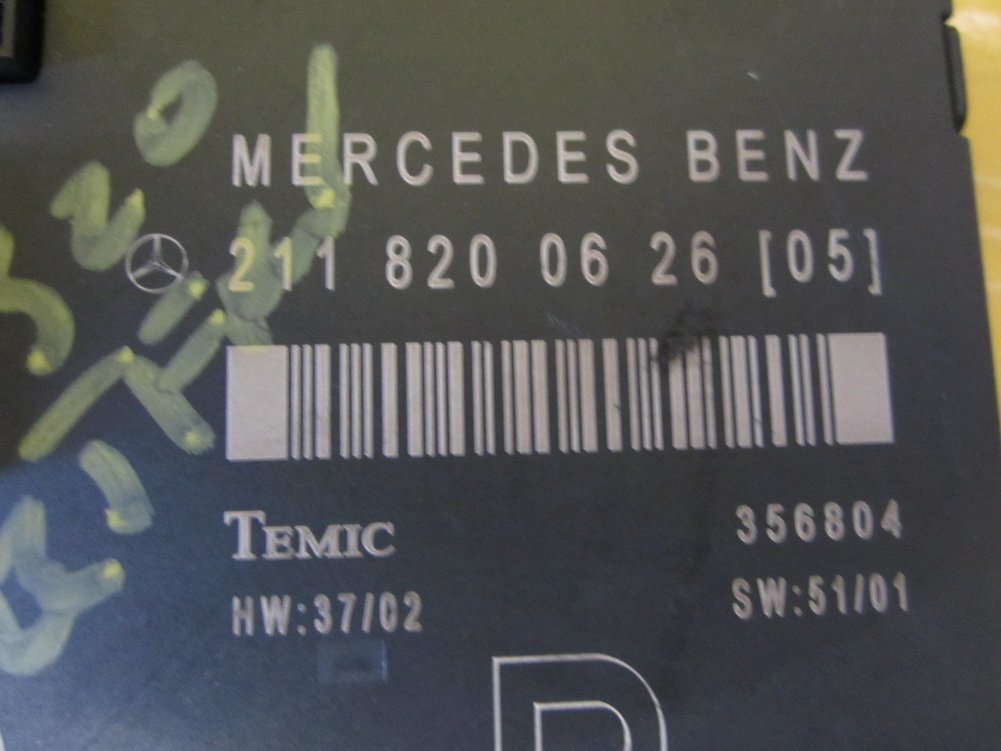 MERCEDES BENZ
211 820 06 26 [05]
TEMIC
356804
HW:37/02
SW:51/01